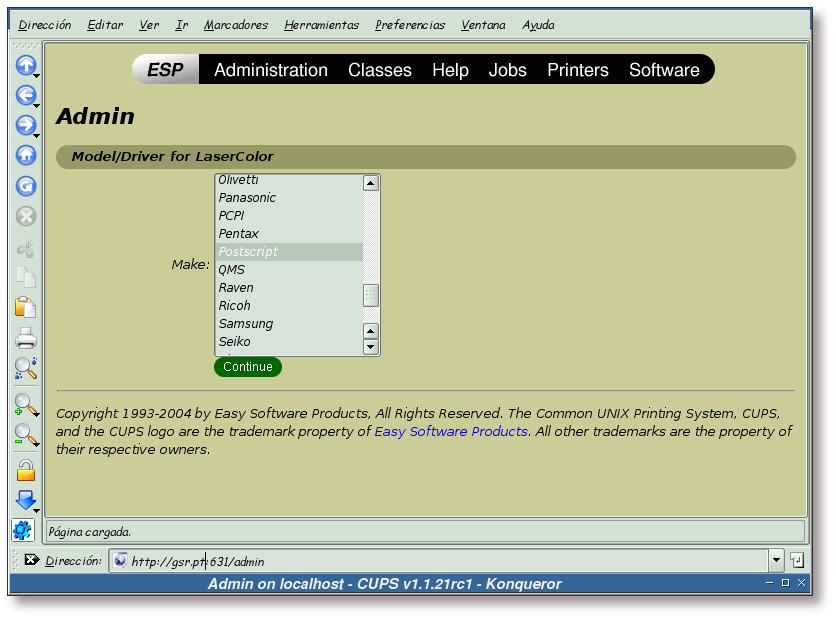 Dirección Editar Ver Ir Marcadores Herramientas Preferencias Ventana Ayuda
ESP Administration Classes Help Jobs Printers Software
Admin
Model/Driver for LaserColor
Make:
Olivetti
Panasonic
PCPI
Pentax
Postscript
QMS
Raven
Ricoh
Samsung
Seiko
Continue
Copyright 1993-2004 by Easy Software Products, All Rights Reserved. The Common UNIX Printing System, CUPS,
and the CUPS logo are the trademark property of Easy Software Products. All other trademarks are the property of
their respective owners.
Página cargada.
Dirección: http://gsr.pt:631/admin
Admin on localhost - CUPS v1.1.21rc1 - Konqueror